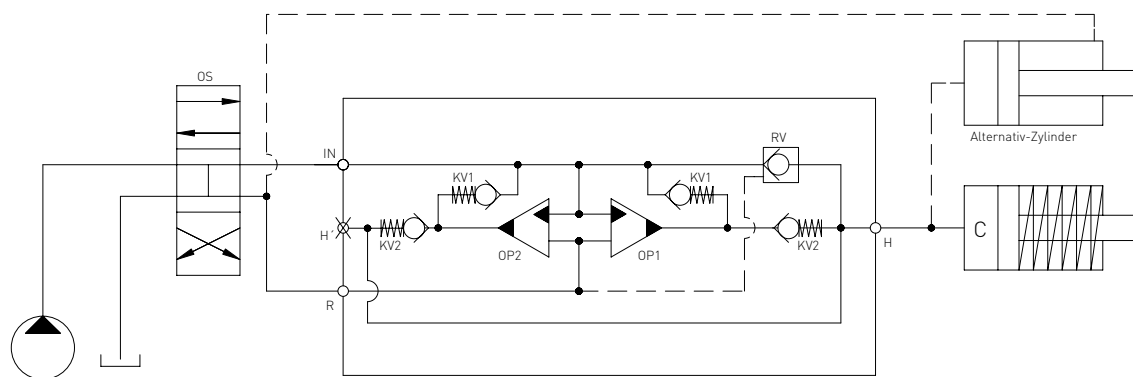 OS
Alternativ-Zylinder
IN
RV
KV1
KV1
H´
KV2
OP2
OP1
KV2
H
C
R